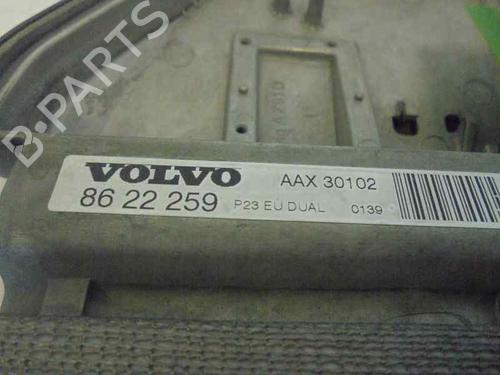 B-PARTS
VOLVO
AAX 30102
86 22 259
P23 EU DUAL
0139